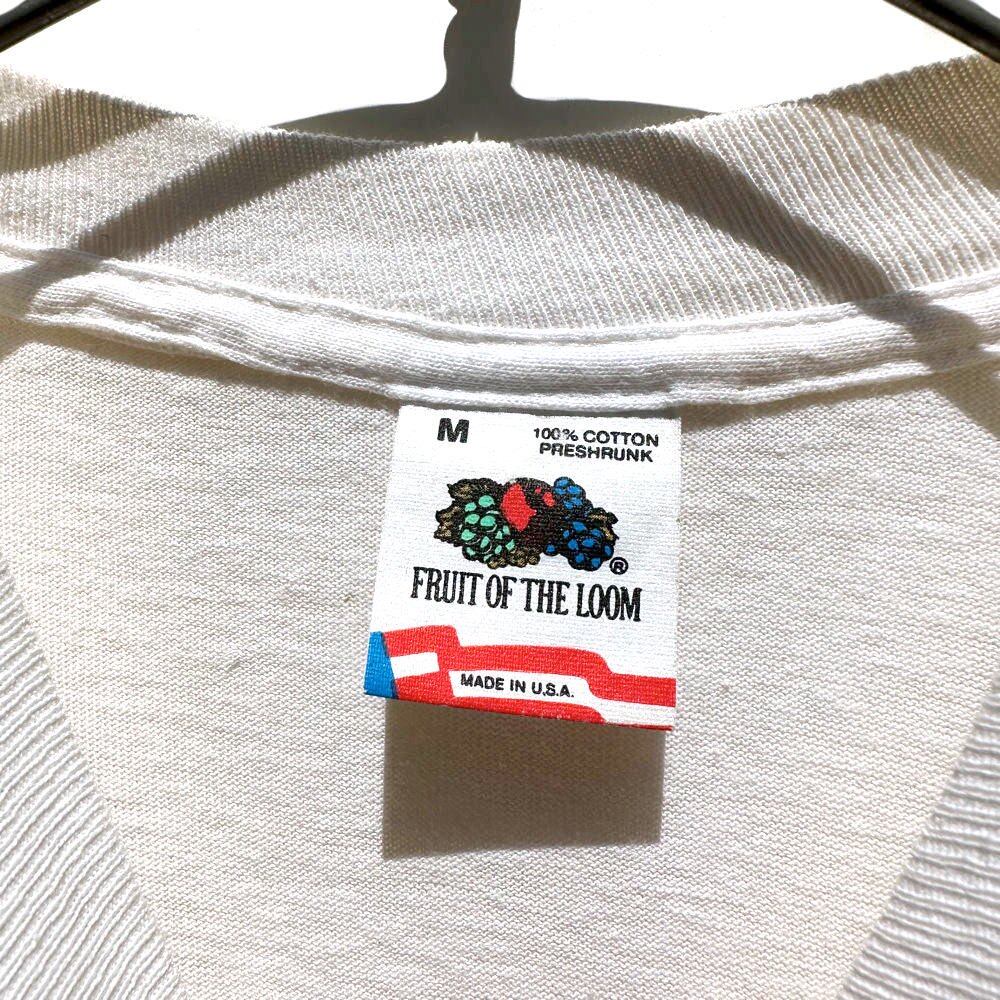 M
100% COTTON
PRESHRUNK
®
FRUIT OF THE LOOM
MADE IN U.S.A.